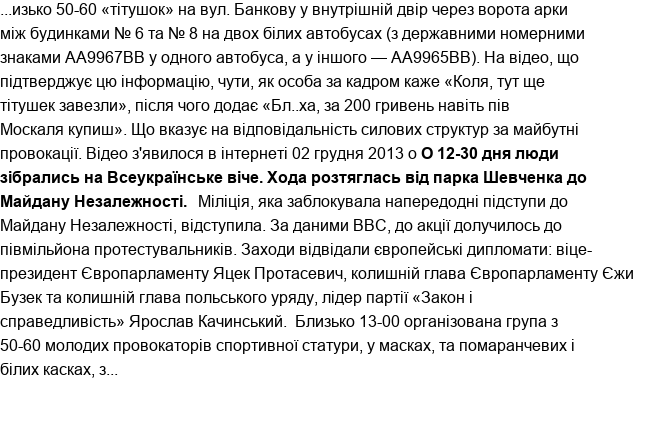 ...изько 50-60 «тітушок» на вул. Банкову у внутрішній двір через ворота арки
між будинками № 6 та № 8 на двох білих автобусах (з державними номерними
знаками АА9967ВВ у одного автобуса, а у іншого — АА9965ВВ). На відео, що
підтверджує цю інформацію, чути, як особа за кадром каже «Коля, тут ще
тітушек завезли», після чого додає «Бл..ха, за 200 гривень навіть пів
Москаля купиш». Що вказує на відповідальність силових структур за майбутні
провокації. Відео з'явилося в інтернеті 02 грудня 2013 о О 12-30 дня люди
зібрались на Всеукраїнське віче. Хода розтяглась від парка Шевченка до
Майдану Незалежності. Міліція, яка заблокувала напередодні підступи до
Майдану Незалежності, відступила. За даними BBC, до акції долучилось до
півмільйона протестувальників. Заходи відвідали європейські дипломати: віце-
президент Європарламенту Яцек Протасевич, колишній глава Європарламенту Єжи
Бузек та колишній глава польського уряду, лідер партії «Закон і
справедливість» Ярослав Качинський. Близько 13-00 організована група з
50-60 молодих провокаторів спортивної статури, у масках, та помаранчевих і
білих касках, з...